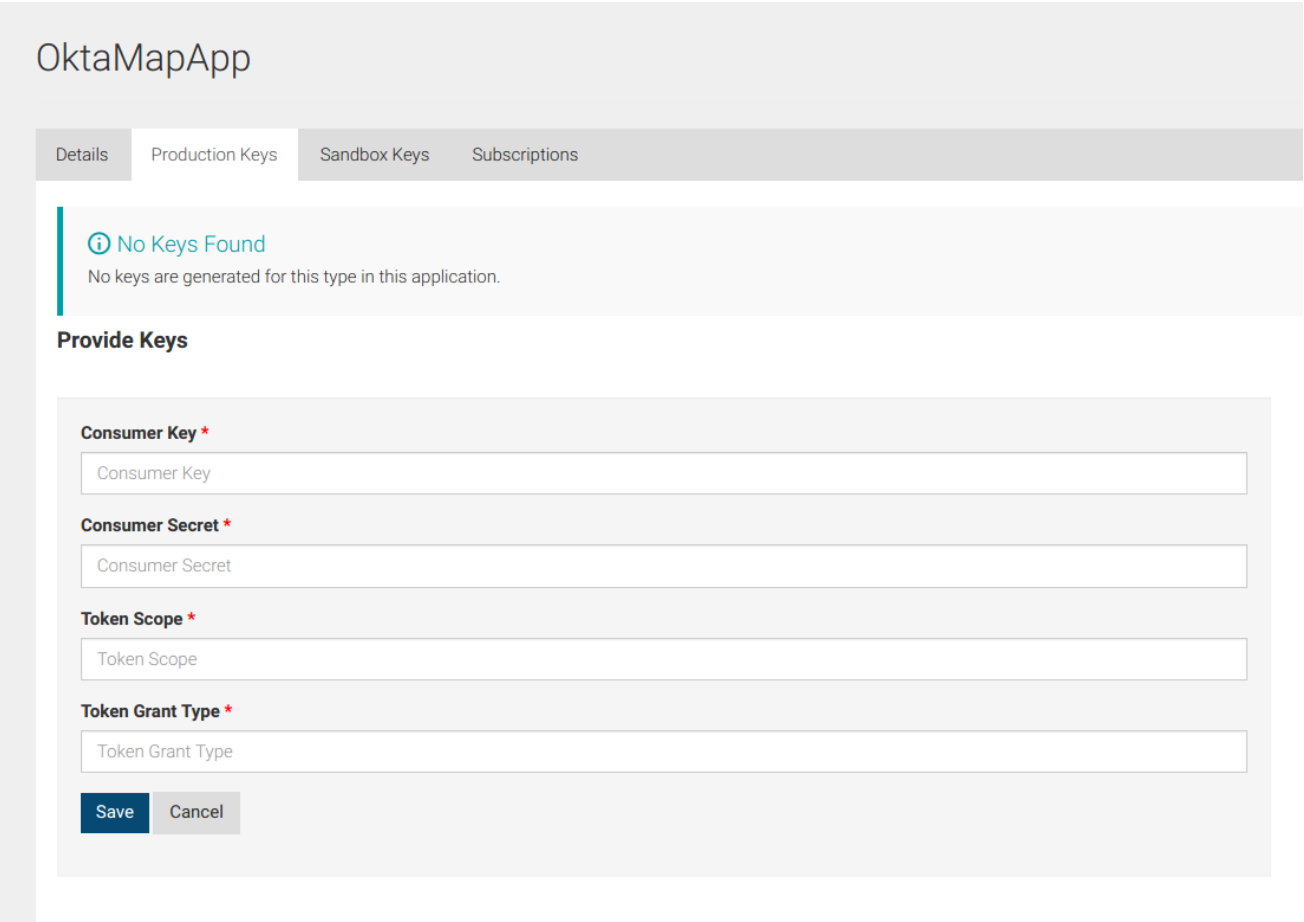 OktaMapApp
Details Production Keys Sandbox Keys Subscriptions
No Keys Found
No keys are generated for this type in this application.
Provide Keys
Consumer Key *
Consumer Key
Consumer Secret *
Consumer Secret
Token Scope *
Token Scope
Token Grant Type *
Token Grant Type
Save Cancel